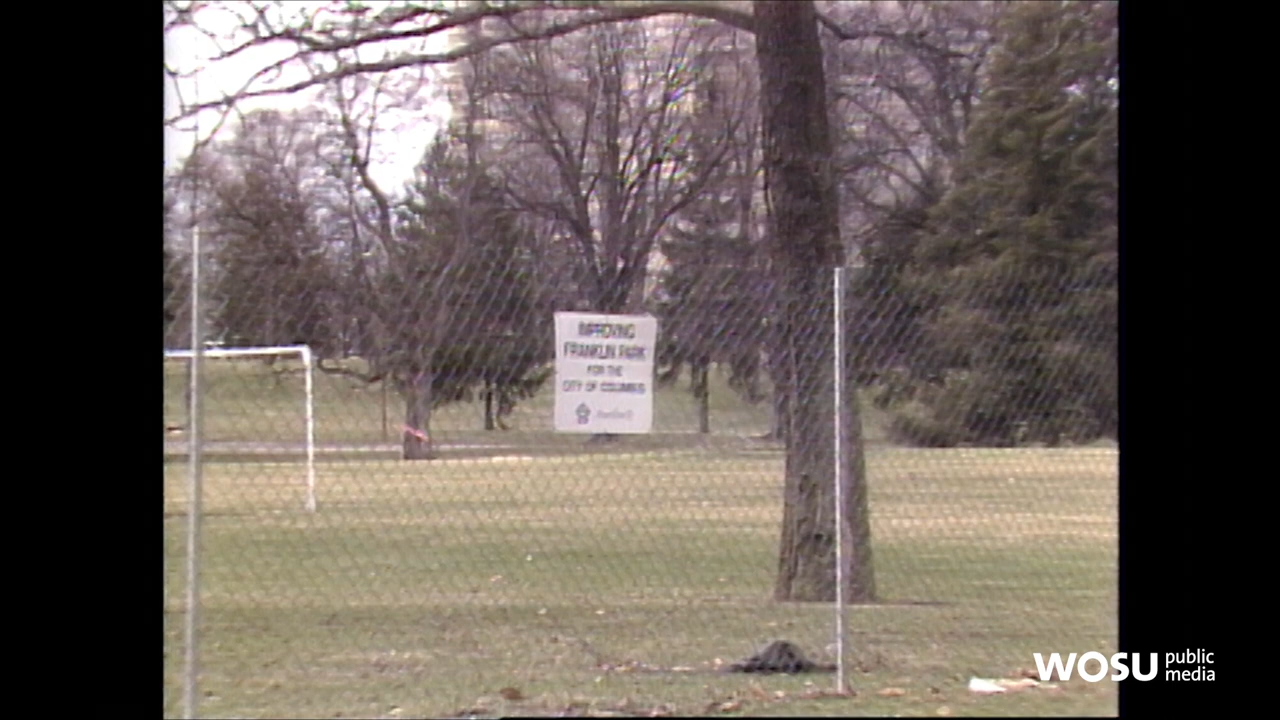 IMPROVING
FRANKLIN PARK
FOR THE
CITY OF COLUMBUS
WOSU public
media